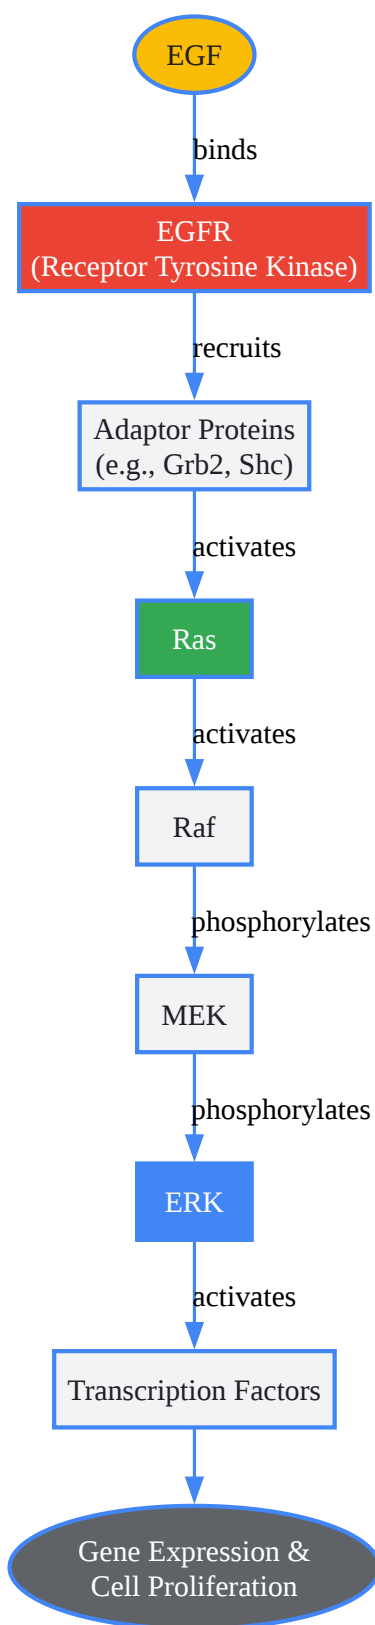 EGF
binds
EGFR
(Receptor Tyrosine Kinase)
recruits
Adaptor Proteins
(e.g., Grb2, Shc)
activates
Ras
activates
Raf
phosphorylates
MEK
phosphorylates
ERK
activates
Transcription Factors
Gene Expression &
Cell Proliferation